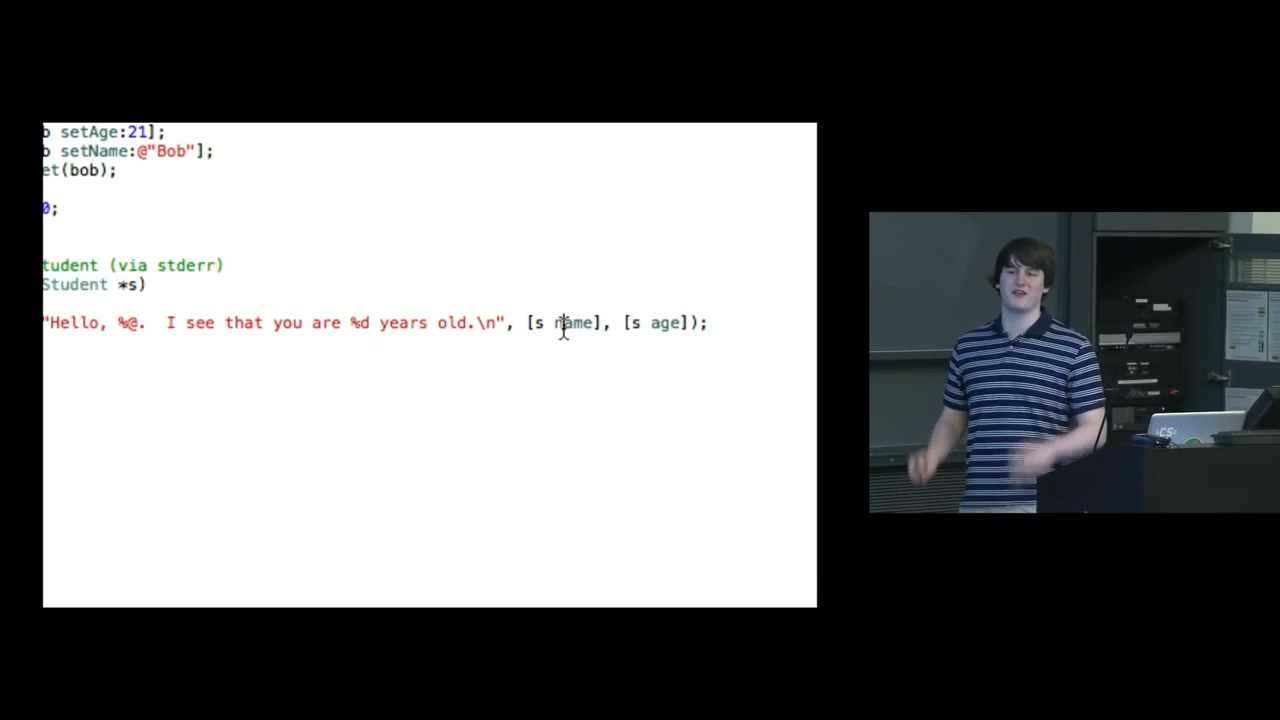 b setAge:21];
b setName:@"Bob"];
et(bob);
0;
tudent (via stderr)
Student *s)
"Hello, %@.  I see that you are %d years old.\n", [s name], [s age]);
CS